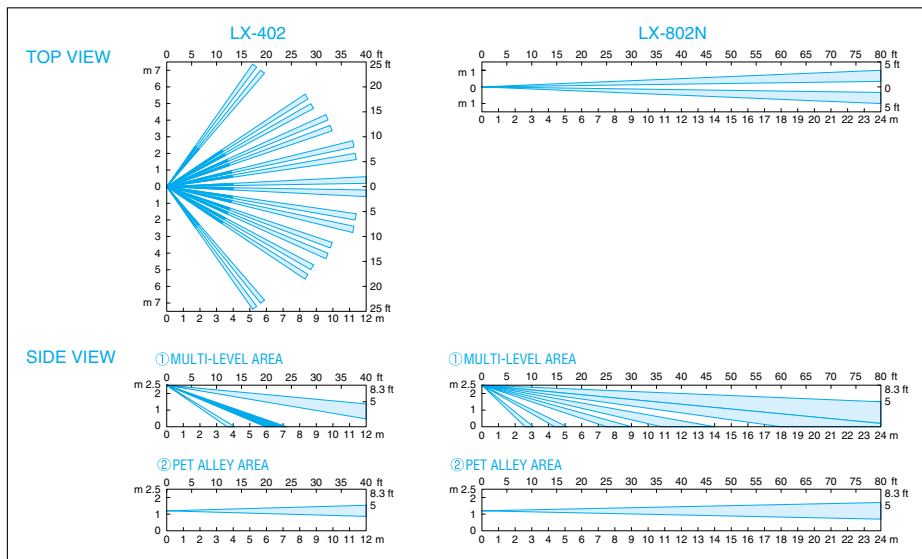 LX-402
LX-802N
TOP VIEW
0 5 10 15 20 25 30 35 40 ft
0 5 10 15 20 25 30 35 40 45 50 55 60 65 70 75 80
m 7 6 5 4 3 2 1 0 1 2 3 4 5 6 m 7
25 ft 20 15 10 5 0 5 10 15 20 25 ft
m 1 0 m 1
5 ft 0 5 ft
0 1 2 3 4 5 6 7 8 9 10 11 12 m
0 1 2 3 4 5 6 7 8 9 10 11 12 13 14 15 16 17 18 19 20 21 22 23 24 m
SIDE VIEW
①MULTI-LEVEL AREA
0 5 10 15 20 25 30 35 40 ft
m 2.5 2 1 0
8.3 ft 5
0 1 2 3 4 5 6 7 8 9 10 11 12 m
①MULTI-LEVEL AREA
0 5 10 15 20 25 30 35 40 45 50 55 60 65 70 75 80
m 2.5 2 1 0
8.3 ft 5
0 1 2 3 4 5 6 7 8 9 10 11 12 13 14 15 16 17 18 19 20 21 22 23 24 m
②PET ALLEY AREA
0 5 10 15 20 25 30 35 40 ft
m 2.5 2 1 0
8.3 ft 5
0 1 2 3 4 5 6 7 8 9 10 11 12 m
②PET ALLEY AREA
0 5 10 15 20 25 30 35 40 45 50 55 60 65 70 75 80
m 2.5 2 1 0
8.3 ft 5
0 1 2 3 4 5 6 7 8 9 10 11 12 13 14 15 16 17 18 19 20 21 22 23 24 m